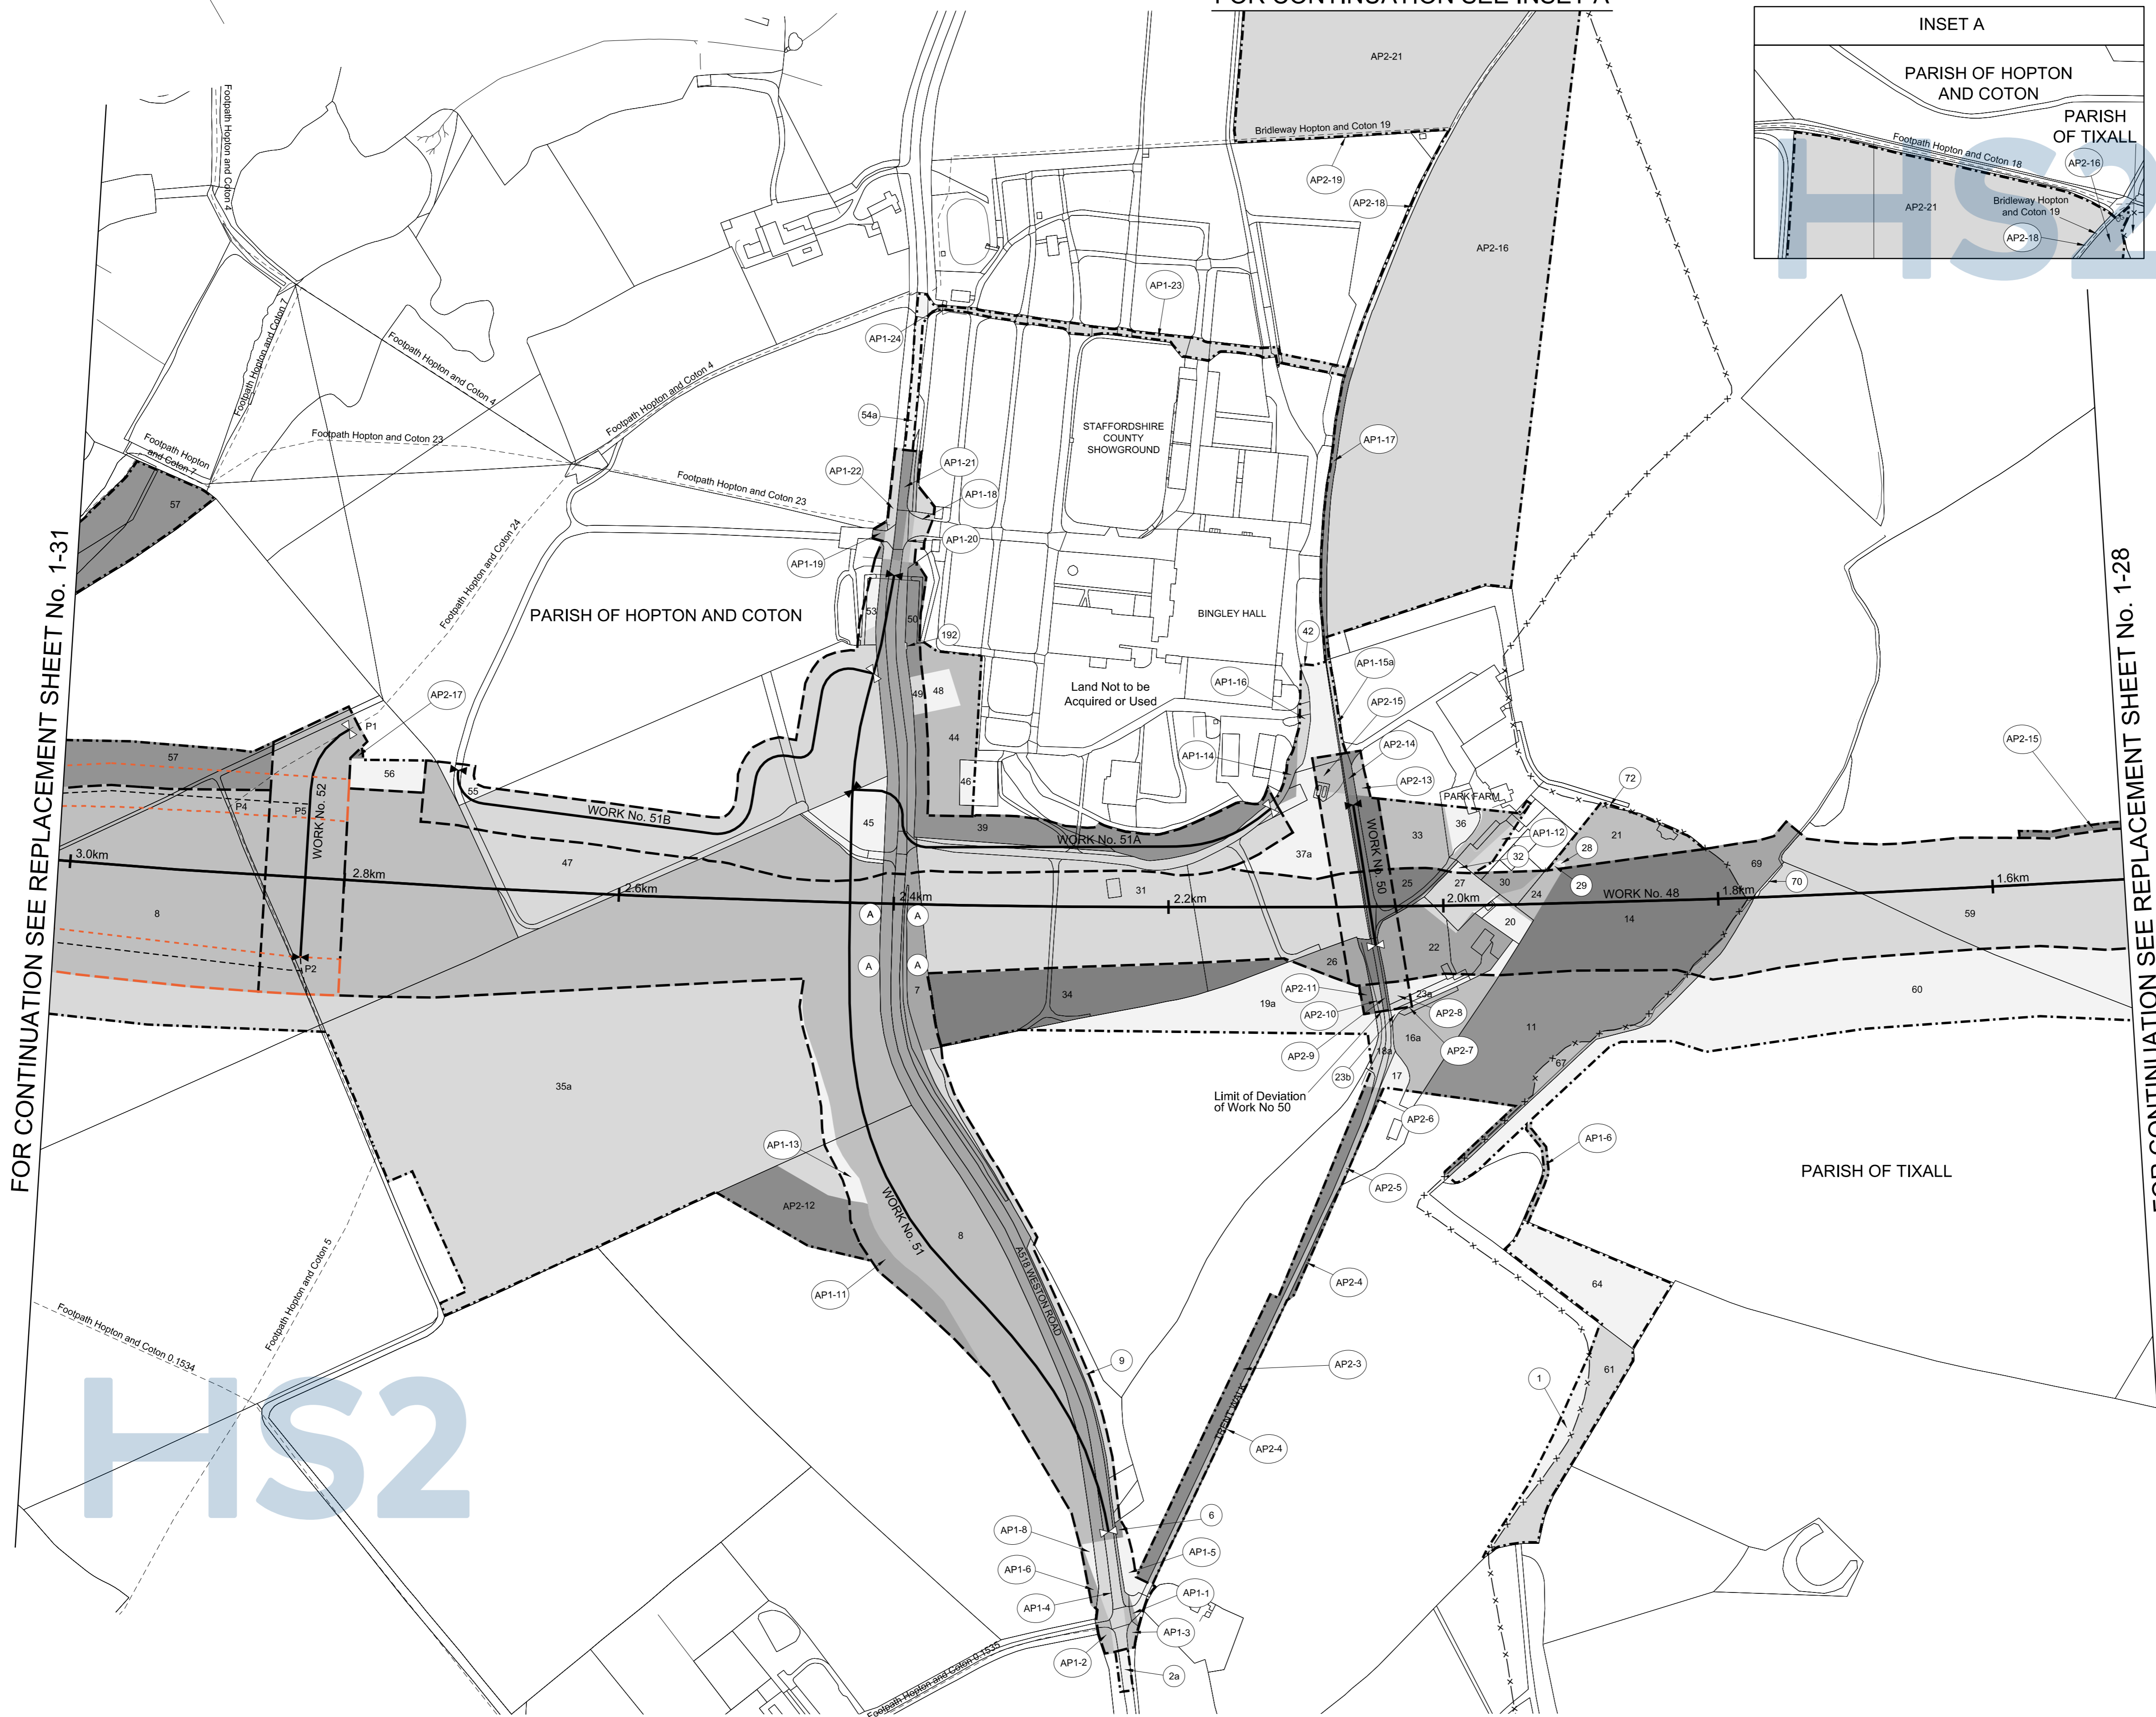 FOR CONTINUATION SEE INSET A
INSET A
PARISH OF HOPTON
AND COTON
PARISH
OF TIXALL
Footpath Hopton and Coton 18
AP2-16
AP2-21
Bridleway Hopton
and Coton 19
AP2-18
HS2
AP2-21
Bridleway Hopton and Coton 19
AP2-19
AP2-18
AP2-16
Footpath Hopton and Coton 4
Footpath Hopton and Coton 7
Footpath Hopton and Coton 4
Footpath Hopton and Coton 4
Footpath Hopton and Coton 23
Footpath Hopton
and Coton 7
Footpath Hopton and Coton 23
Footpath Hopton and Coton 24
AP1-23
AP1-24
54a
STAFFORDSHIRE
COUNTY
SHOWGROUND
AP1-17
AP1-21
AP1-22
AP1-18
AP1-20
AP1-19
57
FOR CONTINUATION SEE REPLACEMENT SHEET No. 1-31
FOR CONTINUATION SEE REPLACEMENT SHEET No. 1-28
PARISH OF HOPTON AND COTON
53
50
192
BINGLEY HALL
42
AP1-15a
AP1-16
AP2-15
Land Not to be
Acquired or Used
49
48
44
46
AP2-17
P1
57
56
55
WORK No. 51B
AP1-14
AP2-14
AP2-13
PARK FARM
72
AP2-15
P4
P5
WORK No. 52
45
39
WORK No. 51A
37a
WORK No. 50
33
36
AP1-12
32
28
21
69
3.0km
2.8km
47
2.6km
2.4km
31
2.2km
25
27
30
24
29
2.0km
WORK No. 48
1.8km
70
1.6km
8
A
A
A
A
7
20
14
59
22
26
P2
34
19a
AP2-11
AP2-10
23a
AP2-8
AP2-9
16a
AP2-7
18a
23b
17
11
67
60
Limit of Deviation
of Work No 50
35a
AP2-6
AP1-13
AP1-6
AP2-5
PARISH OF TIXALL
AP2-12
WORK No. 51
8
A518 WESTON ROAD
AP1-11
AP2-4
64
Footpath Hopton and Coton 5
Footpath Hopton and Coton 0.1534
9
AP2-3
TRENT WALK
1
61
AP2-4
HS2
6
AP1-8
AP1-5
AP1-6
AP1-1
AP1-4
AP1-3
AP1-2
2a
Footpath Hopton and Coton 0.1535